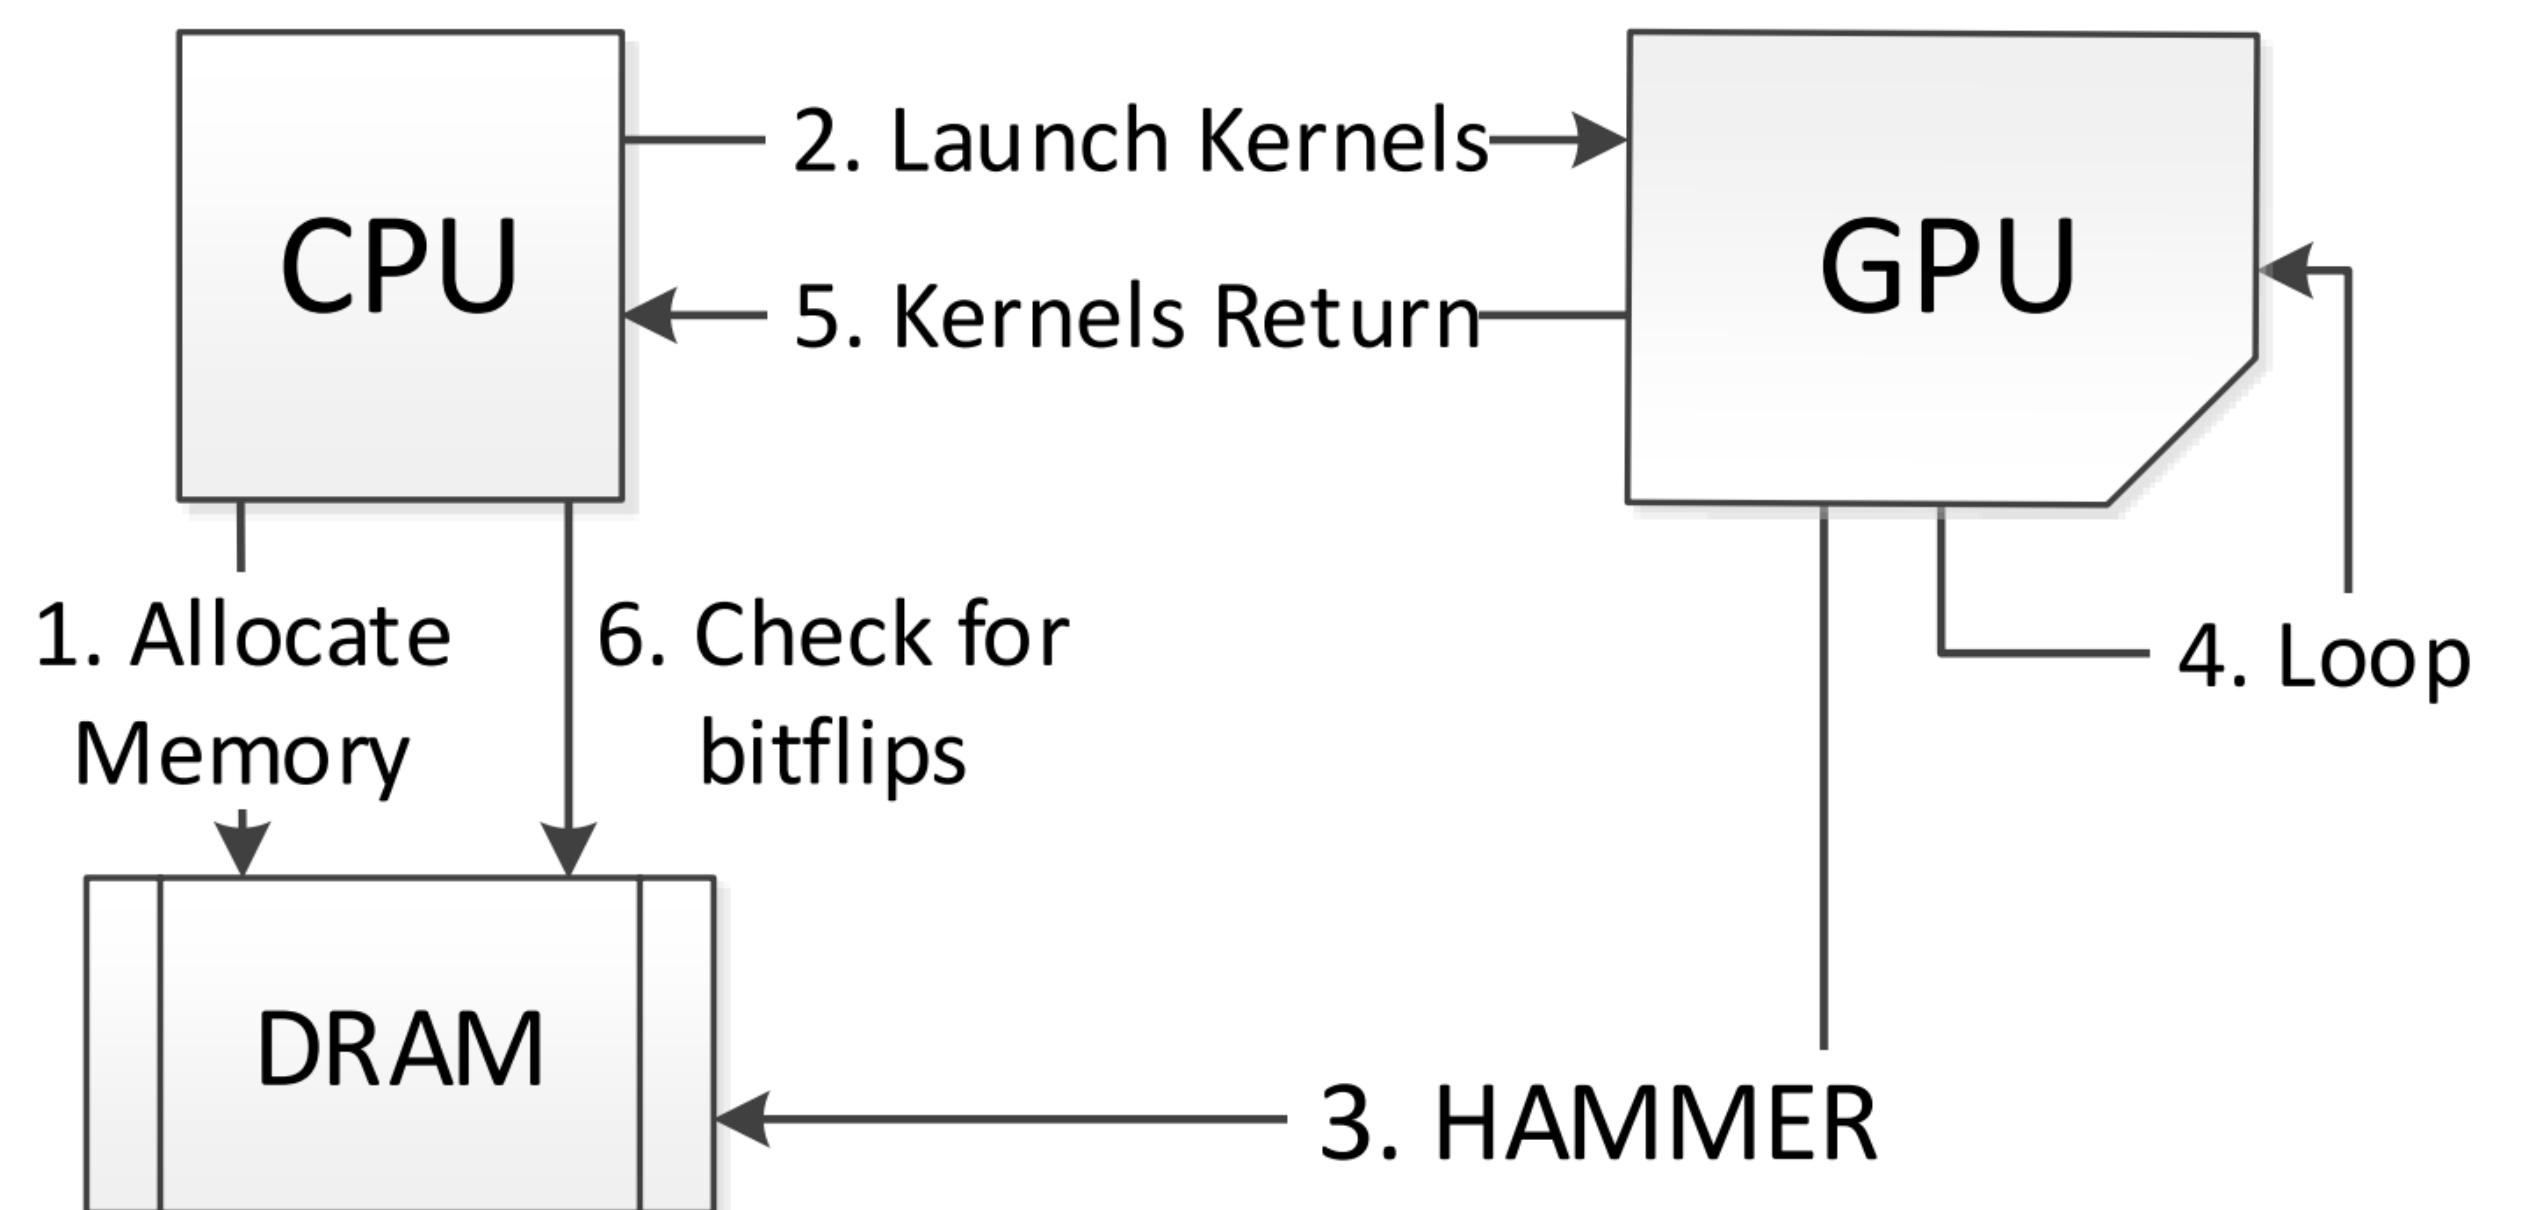 CPU
2. Launch Kernels
GPU
5. Kernels Return
1. Allocate
Memory
6. Check for
bitflips
4. Loop
DRAM
3. HAMMER